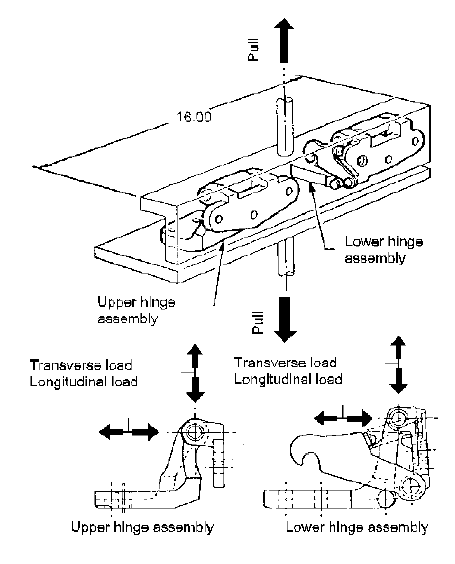 Pull
16.00
Lower hinge
assembly
Upper hinge
assembly
Pull
Transverse load
Longitudinal load
Transverse load
Longitudinal load
Upper hinge assembly
Lower hinge assembly